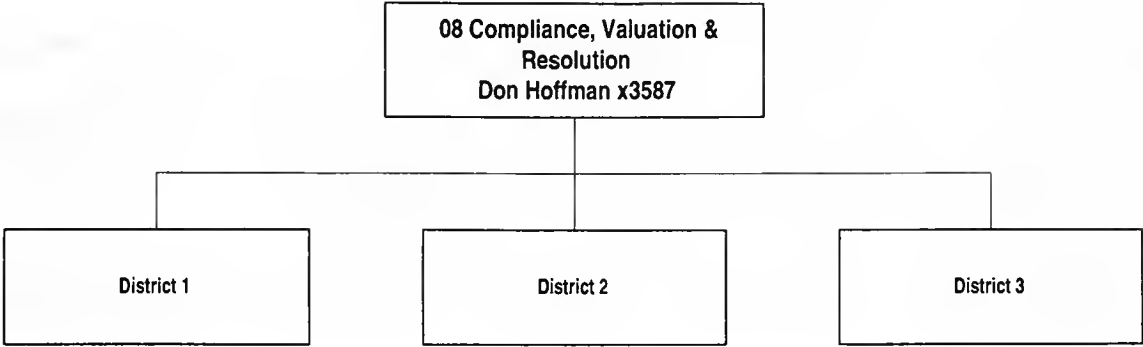 08 Compliance, Valuation &
Resolution
Don Hoffman x3587
District 1
District 2
District 3